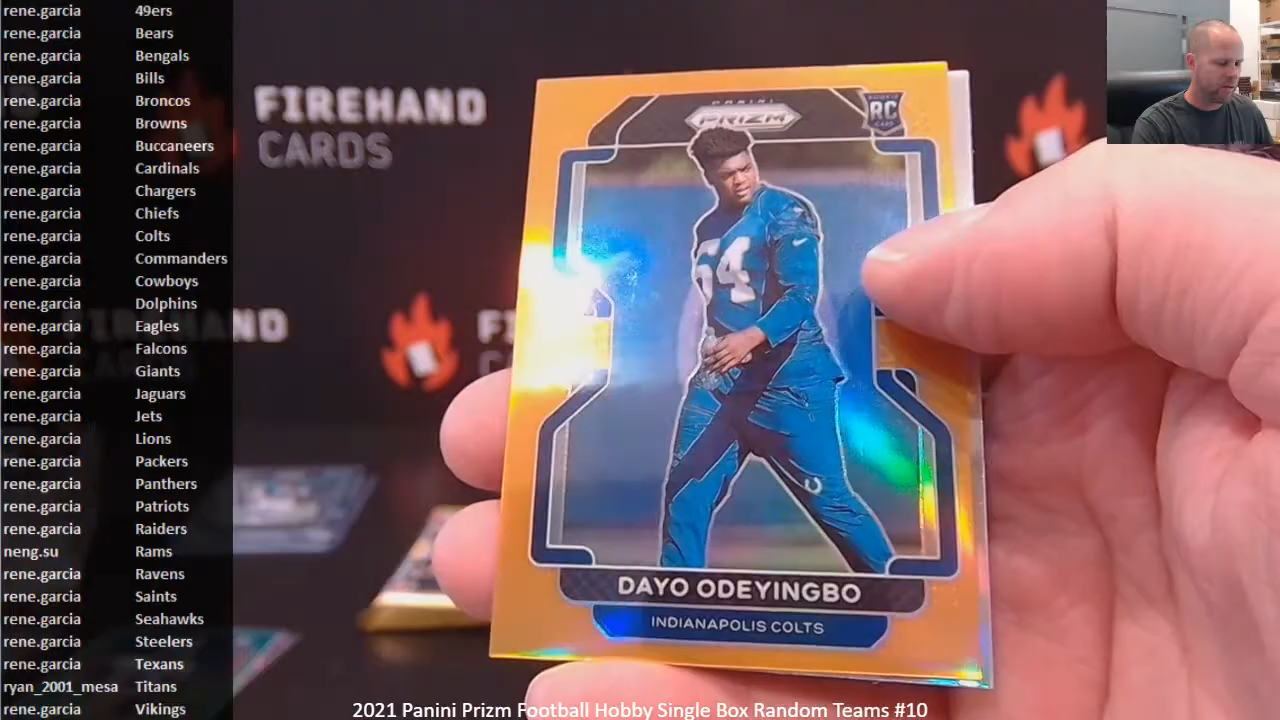 rene.garcia 49ers
rene.garcia Bears
rene.garcia Bengals
rene.garcia Bills
rene.garcia Broncos
rene.garcia Browns
rene.garcia Buccaneers
rene.garcia Cardinals
rene.garcia Chargers
rene.garcia Chiefs
rene.garcia Colts
rene.garcia Commanders
rene.garcia Cowboys
rene.garcia Dolphins
rene.garcia Eagles
rene.garcia Falcons
rene.garcia Giants
rene.garcia Jaguars
rene.garcia Jets
rene.garcia Lions
rene.garcia Packers
rene.garcia Panthers
rene.garcia Patriots
rene.garcia Raiders
neng.su Rams
rene.garcia Ravens
rene.garcia Saints
rene.garcia Seahawks
rene.garcia Steelers
rene.garcia Texans
ryan_2001_mesa Titans
rene.garcia Vikings
FIREHAND
CARDS
PANINI
PRIZM
ROOKIE
RC
CARD
64
DAYO ODEYINGBO
INDIANAPOLIS COLTS
2021 Panini Prizm Football Hobby Single Box Random Teams #10